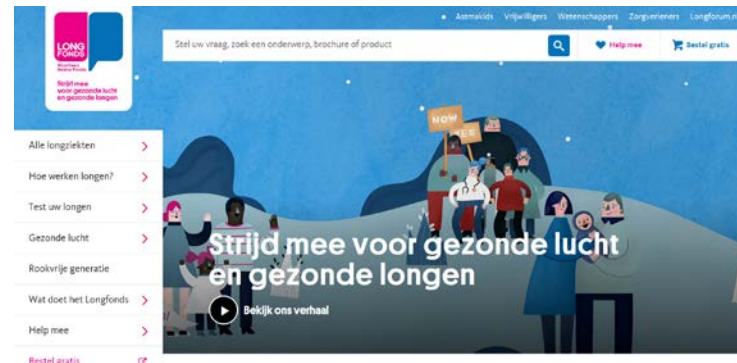 Astmakids Vrijwilligers Wetenschappers Zorgverleners Longforum.n
LONG
FONDS
Strijd mee
voor gezonde lucht
en gezonde longen
Stel uw vraag, zoek een onderwerp, brochure of product
Help mee
Bestel gratis
Alle longziekten
Hoe werken longen?
Test uw longen
Gezonde lucht
Rookvrije generatie
Wat doet het Longfonds
Help mee
Bestel gratis
NOW
Strijd mee voor gezonde lucht
en gezonde longen
Bekijk ons verhaal